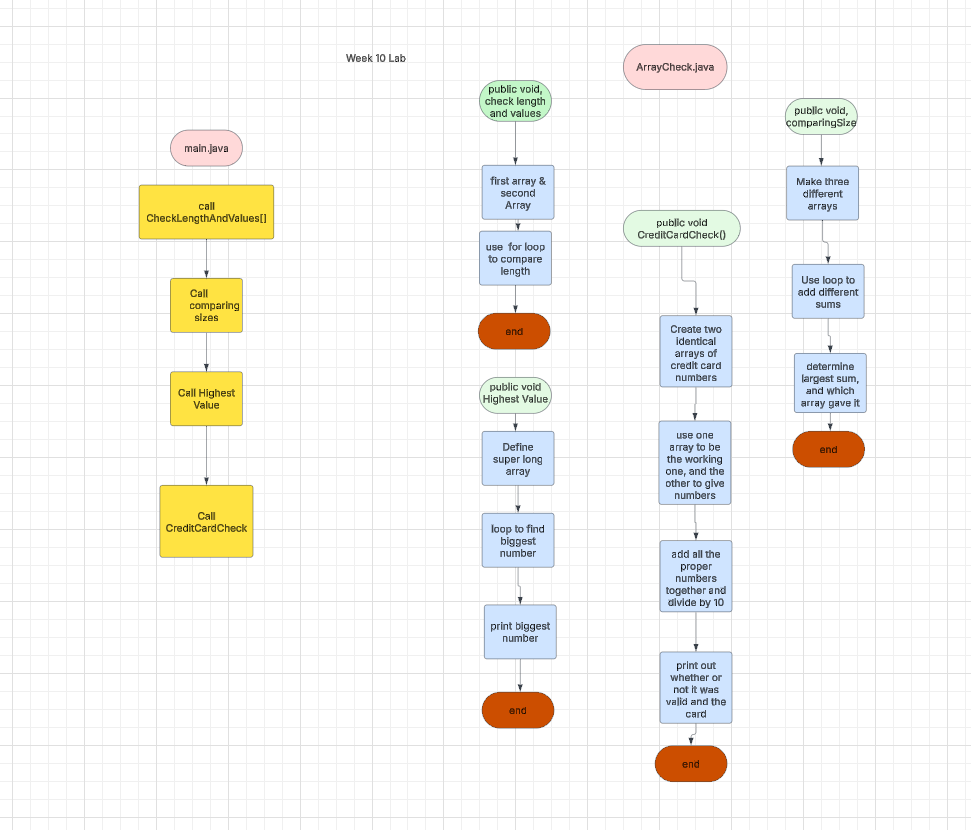 Week 10 Lab
ArrayCheck.java
main.java
call
CheckLengthAndValues[]
Call
comparing
sizes
Call Highest
Value
Call
CreditCardCheck
public void,
check length
and values
first array &
second
Array
use for loop
to compare
length
end
public void
Highest Value
Define
super long
array
loop to find
biggest
number
print biggest
number
end
public void
CreditCardCheck()
Create two
identical
arrays of
credit card
numbers
use one
array to be
the working
one, and the
other to give
numbers
add all the
proper
numbers
together and
divide by 10
print out
whether or
not it was
valid and the
card
end
public void,
comparingSize
Make three
different
arrays
Use loop to
add different
sums
determine
largest sum,
and which
array gave it
end